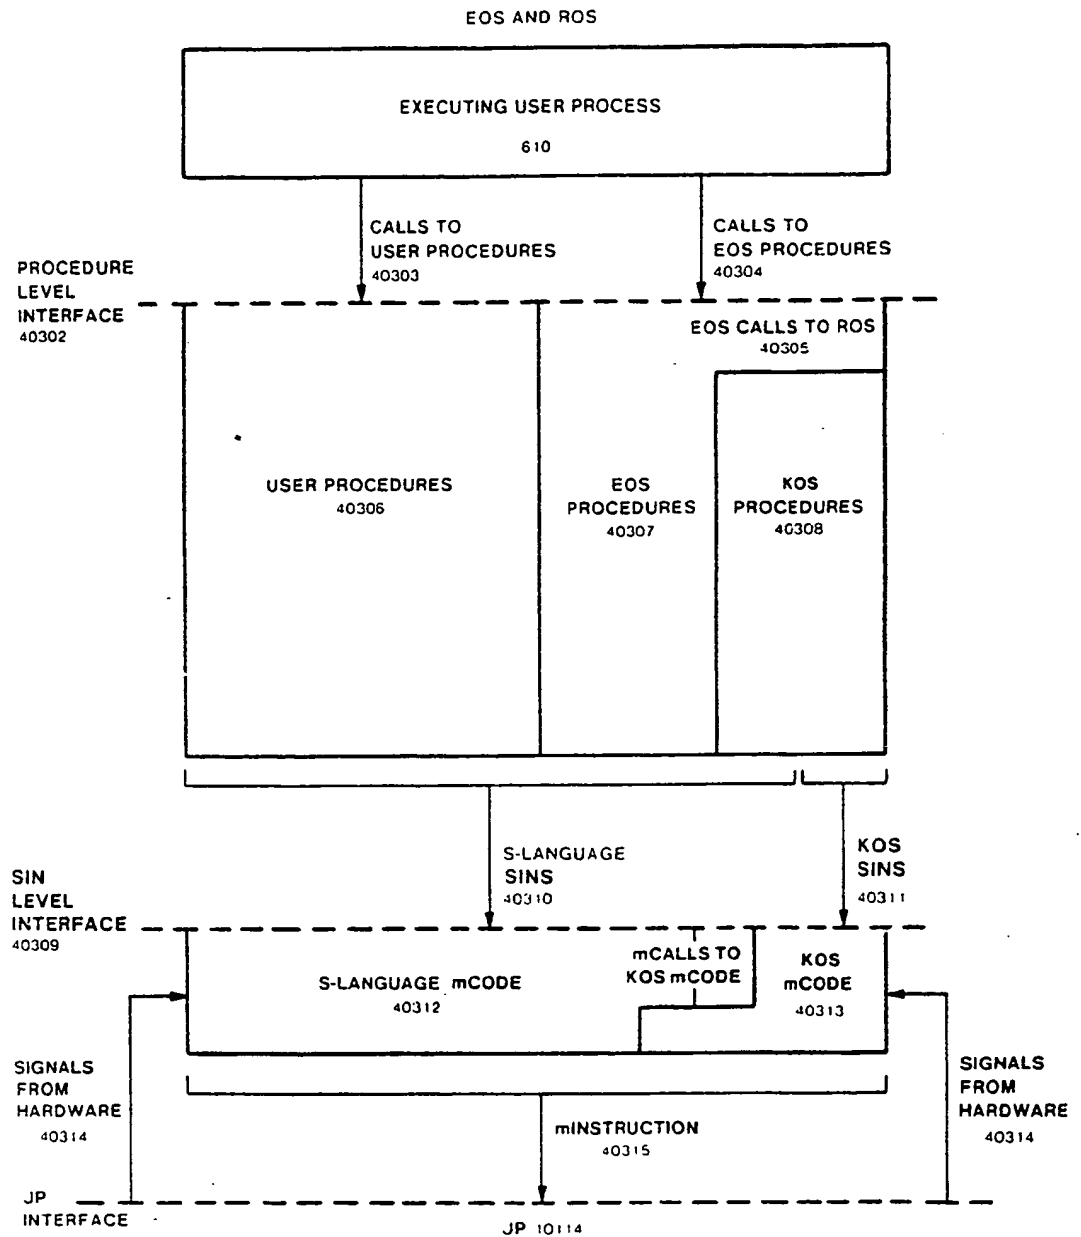 EOS AND ROS
EXECUTING USER PROCESS
610
CALLS TO
USER PROCEDURES
40303
CALLS TO
EOS PROCEDURES
40304
PROCEDURE
LEVEL
INTERFACE
40302
EOS CALLS TO ROS
40305
USER PROCEDURES
40306
EOS
PROCEDURES
40307
KOS
PROCEDURES
40308
S-LANGUAGE
SINS
40310
KOS
SINS
40311
SIN
LEVEL
INTERFACE
40309
S-LANGUAGE mCODE
40312
mCALLS TO
KOS mCODE
KOS
mCODE
40313
SIGNALS
FROM
HARDWARE
40314
SIGNALS
FROM
HARDWARE
40314
mINSTRUCTION
40315
JP
INTERFACE
JP 10114